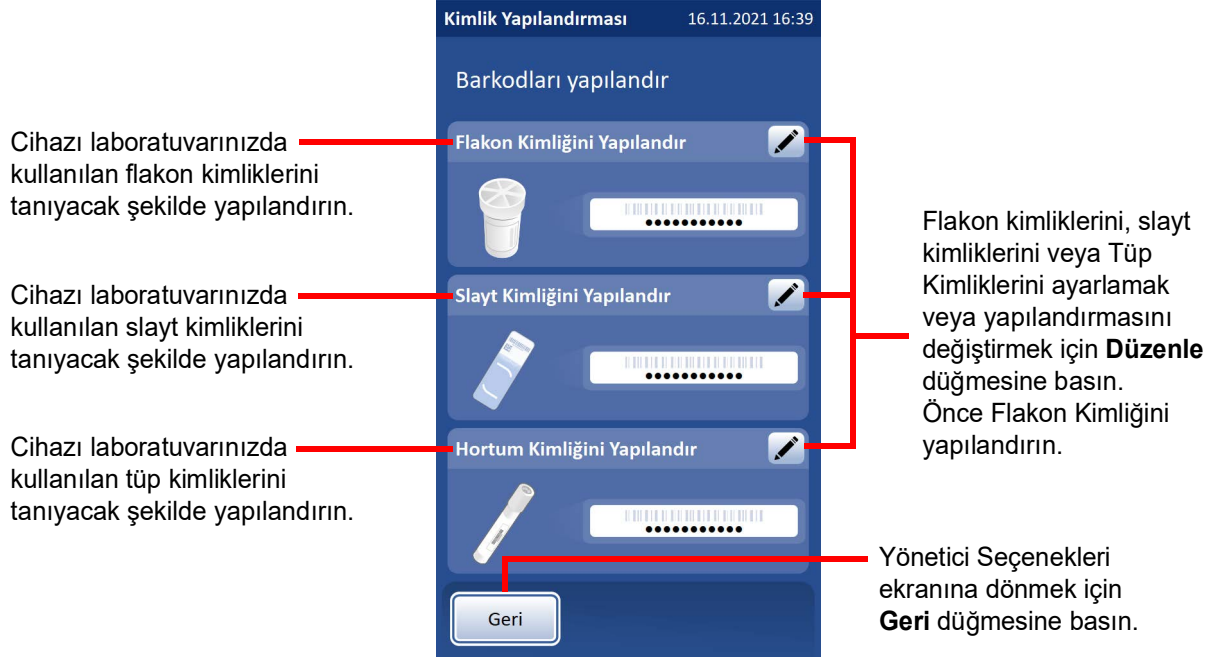 Kimlik Yapılandırması 16.11.2021 16:39
Barkodları yapılandır
Cihazı laboratuvarınızda
kullanılan flakon kimliklerini
tanıyacak şekilde yapılandırın.
Flakon Kimliğini Yapılandır
Cihazı laboratuvarınızda
kullanılan slayt kimliklerini
tanıyacak şekilde yapılandırın.
Slayt Kimliğini Yapılandır
Cihazı laboratuvarınızda
kullanılan tüp kimliklerini
tanıyacak şekilde yapılandırın.
Hortum Kimliğini Yapılandır
Flakon kimliklerini, slayt
kimliklerini veya Tüp
Kimliklerini ayarlamak
veya yapılandırmasını
değiştirmek için Düzenle
düğmesine basın.
Önce Flakon Kimliğini
yapılandırın.
Geri
Yönetici Seçenekleri
ekranına dönmek için
Geri düğmesine basın.